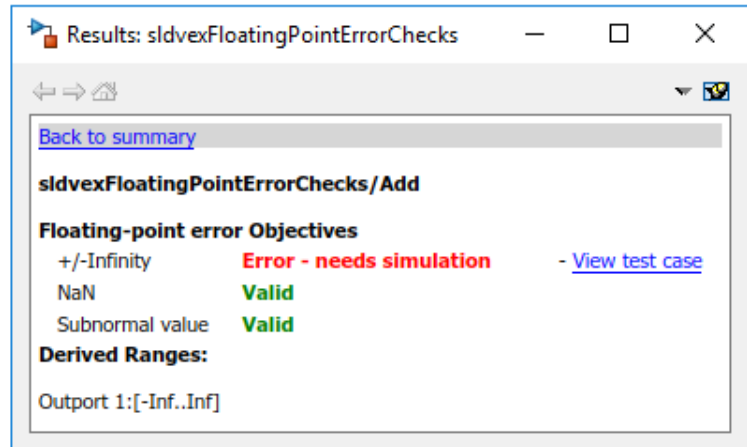 Results: sldvexFloatingPointErrorChecks
Back to summary
sldvexFloatingPointErrorChecks/Add
Floating-point error Objectives
+/-Infinity Error - needs simulation - View test case
NaN Valid
Subnormal value Valid
Derived Ranges:
Outport 1:[-Inf..Inf]